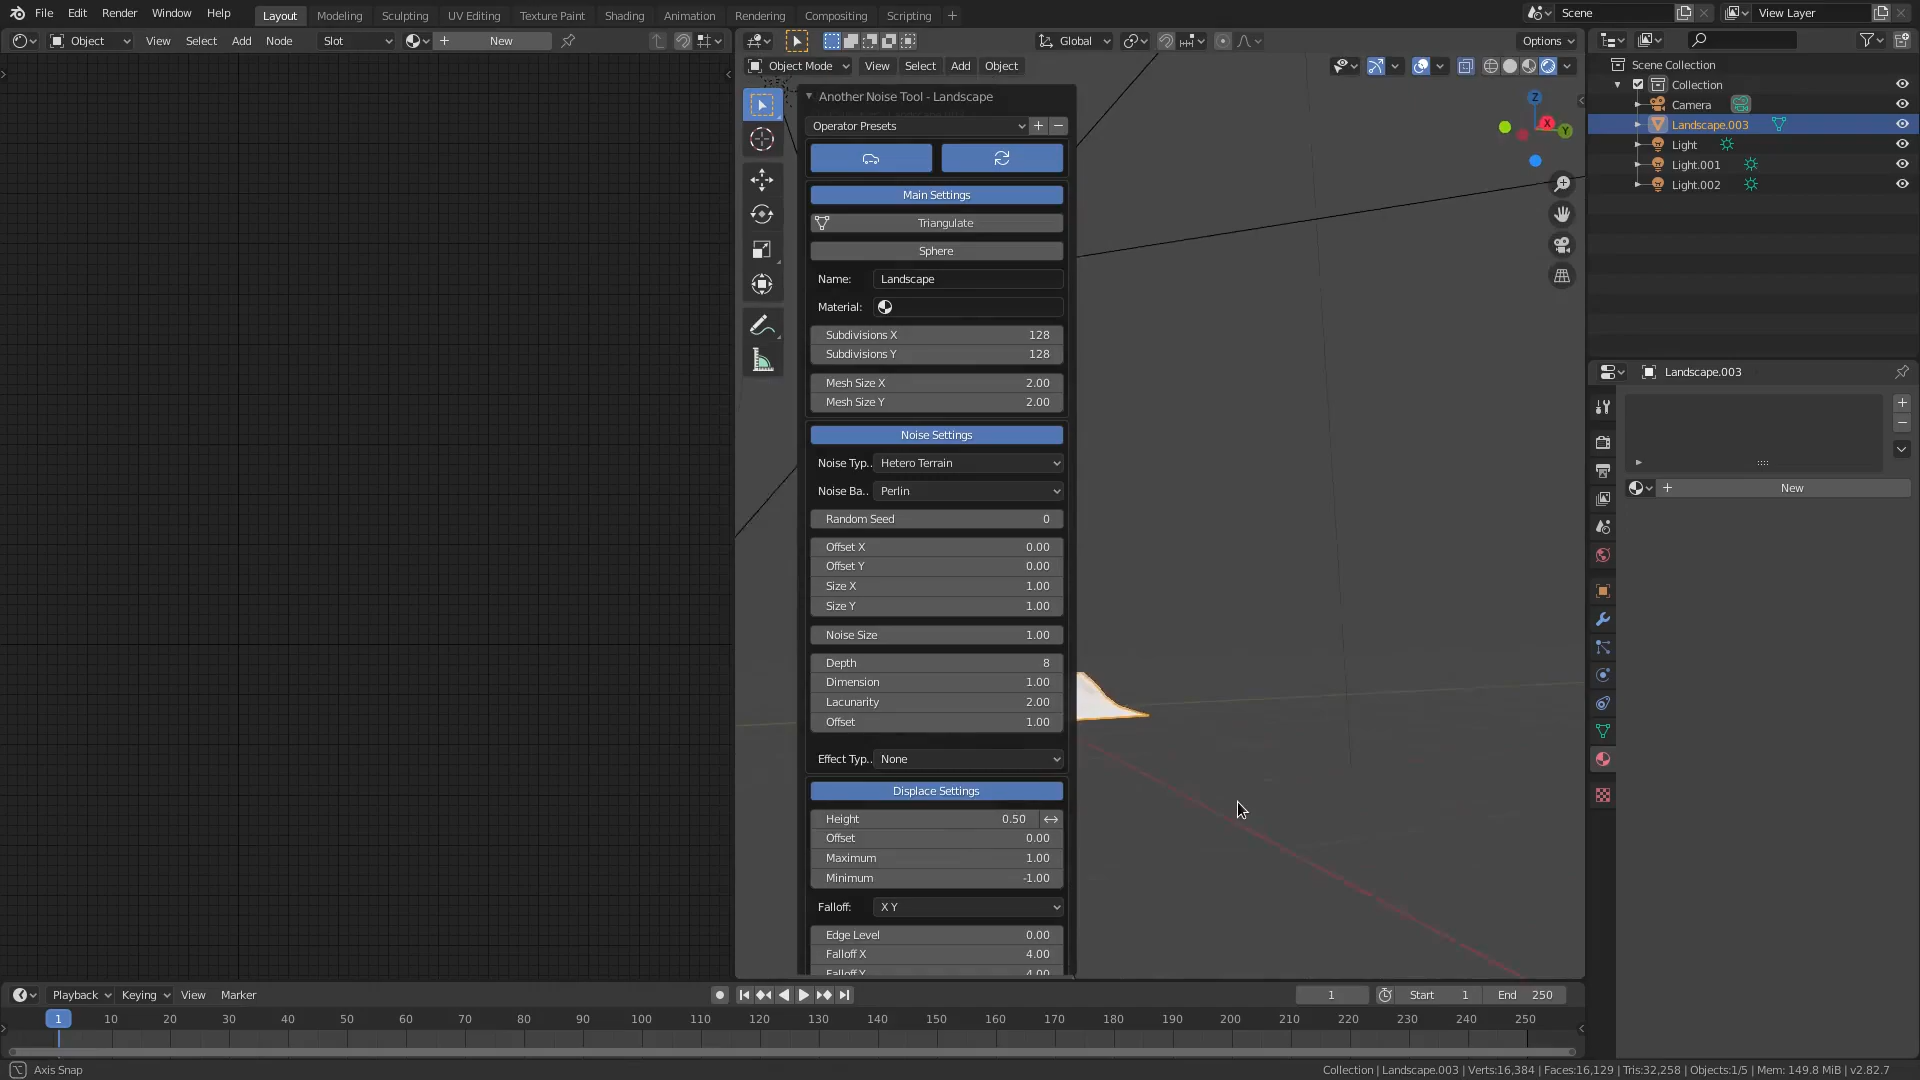 File Edit Render Window Help Layout Modeling Sculpting UV Editing Texture Paint Shading Animation Rendering Compositing Scripting + Scene View Layer
Object View Select Add Node Slot New Global Options
Object Mode View Select Add Object
Another Noise Tool - Landscape
Operator Presets
Main Settings
Triangulate
Sphere
Name: Landscape
Material:
Subdivisions X 128
Subdivisions Y 128
Mesh Size X 2.00
Mesh Size Y 2.00
Noise Settings
Noise Typ.. Hetero Terrain
Noise Ba.. Perlin
Random Seed 0
Offset X 0.00
Offset Y 0.00
Size X 1.00
Size Y 1.00
Noise Size 1.00
Depth 8
Dimension 1.00
Lacunarity 2.00
Offset 1.00
Effect Typ.. None
Displace Settings
Height 0.50
Offset 0.00
Maximum 1.00
Minimum -1.00
Falloff: X Y
Edge Level 0.00
Falloff X 4.00
Falloff Y 4.00
Z
X
Y
Scene Collection
Collection
Camera
Landscape.003
Light
Light.001
Light.002
Landscape.003
New
Playback Keying View Marker 1 Start 1 End 250
1 10 20 30 40 50 60 70 80 90 100 110 120 130 140 150 160 170 180 190 200 210 220 230 240 250
Axis Snap
Collection | Landscape.003 | Verts:16,384 | Faces:16,129 | Tris:32,258 | Objects:1/5 | Mem: 149.8 MiB | v2.82.7